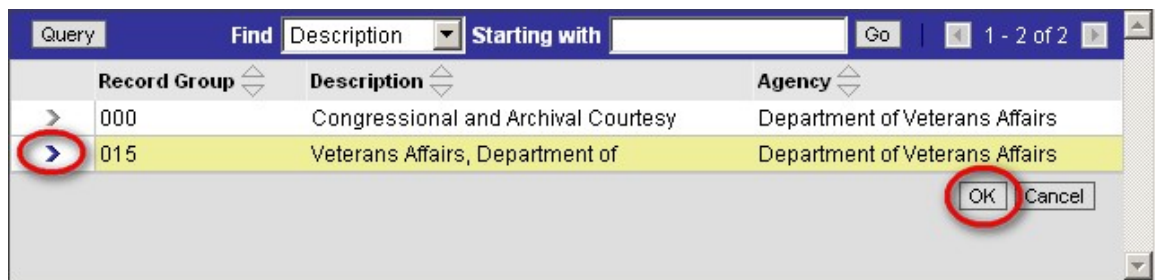 Query Find Description Starting with Go 1 - 2 of 2
Record Group Description Agency
000 Congressional and Archival Courtesy Department of Veterans Affairs
015 Veterans Affairs, Department of Department of Veterans Affairs
OK Cancel